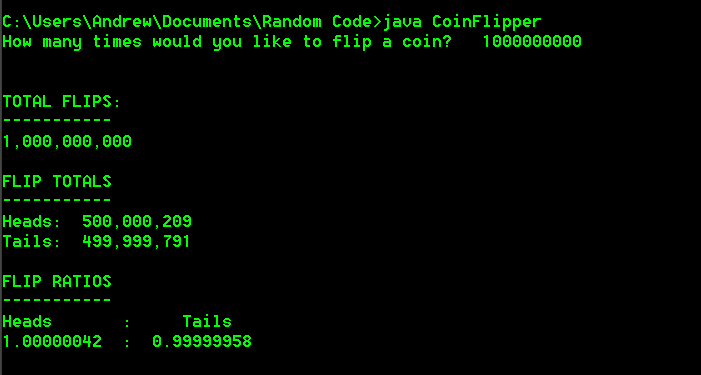 C:\Users\Andrew\Documents\Random Code>java CoinFlipper
How many times would you like to flip a coin?   1000000000
TOTAL FLIPS:
-----------
1,000,000,000
FLIP TOTALS
-----------
Heads:  500,000,209
Tails:  499,999,791
FLIP RATIOS
-----------
Heads       :     Tails
1.00000042  :  0.99999958